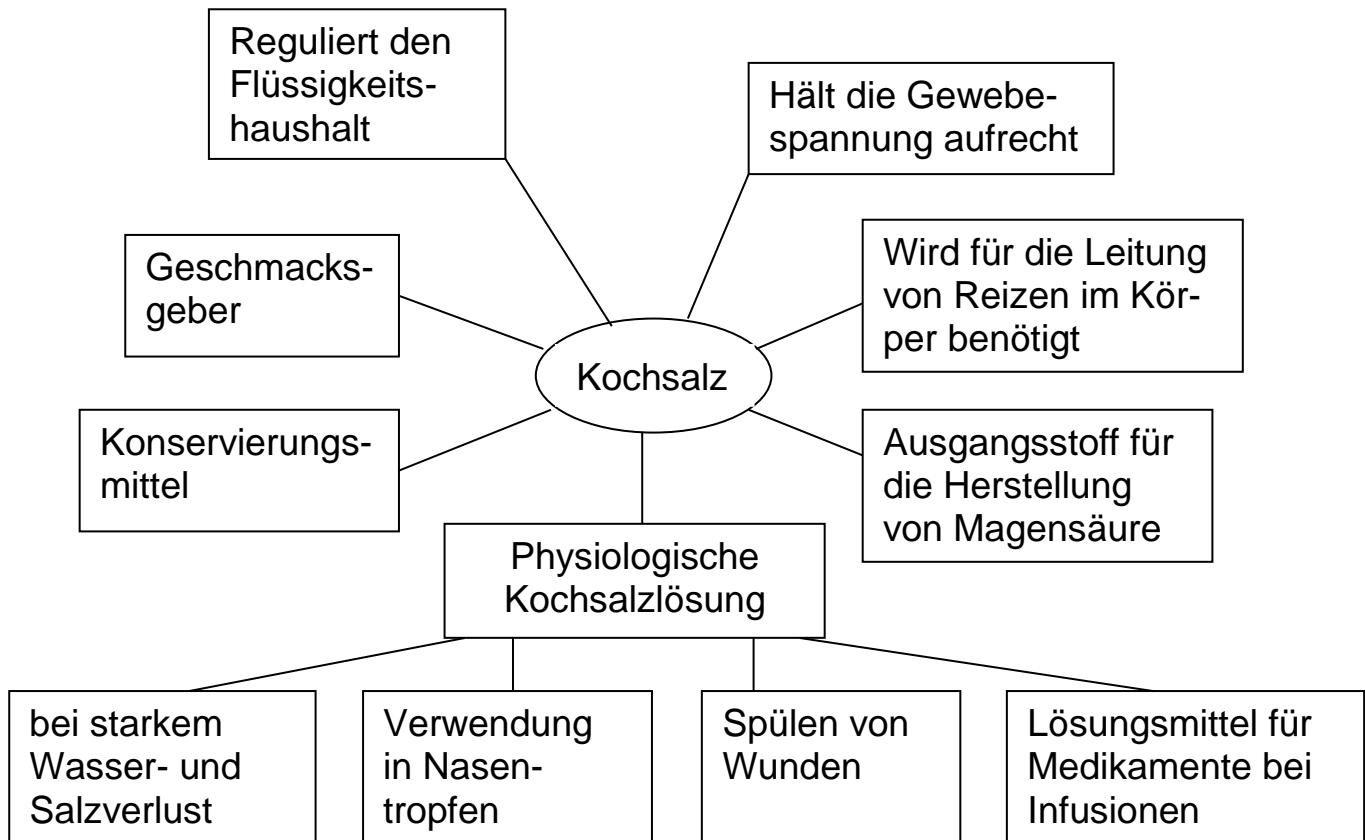 Reguliert den
Flüssigkeits-
haushalt
Hält die Gewebe-
spannung aufrecht
Geschmacks-
geber
Wird für die Leitung
von Reizen im Kör-
per benötigt
Kochsalz
Konservierungs-
mittel
Ausgangsstoff für
die Herstellung
von Magensäure
Physiologische
Kochsalzlösung
bei starkem
Wasser- und
Salzverlust
Verwendung
in Nasen-
tropfen
Spülen von
Wunden
Lösungsmittel für
Medikamente bei
Infusionen